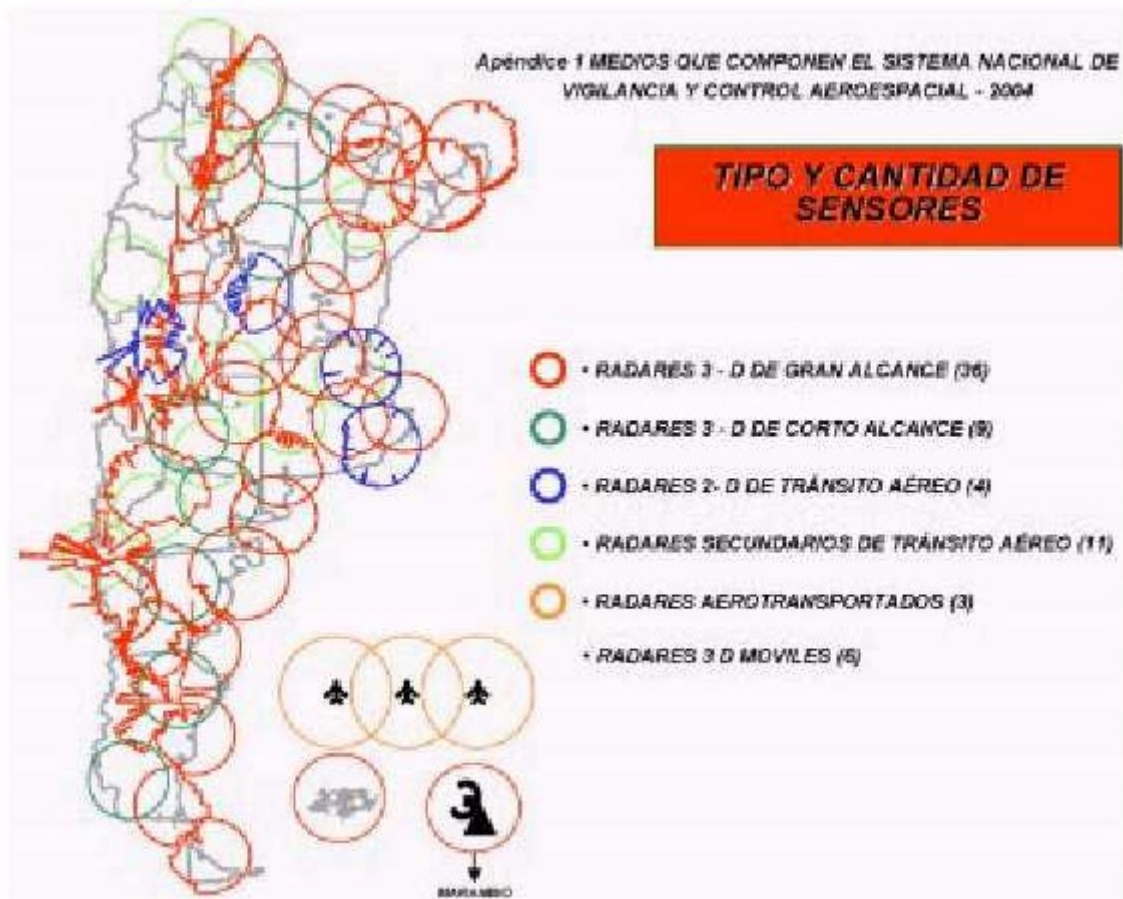 Apéndice 1 MEDIOS QUE COMPONEN EL SISTEMA NACIONAL DE
VIGILANCIA Y CONTROL AEROESPACIAL - 2004
TIPO Y CANTIDAD DE
SENSORES
• RADARES 3 - D DE GRAN ALCANCE (36)
• RADARES 3 - D DE CORTO ALCANCE (9)
• RADARES 2- D DE TRÁNSITO AÉREO (4)
• RADARES SECUNDARIOS DE TRÁNSITO AÉREO (11)
• RADARES AEROTRANSPORTADOS (3)
• RADARES 3 D MOVILES (6)